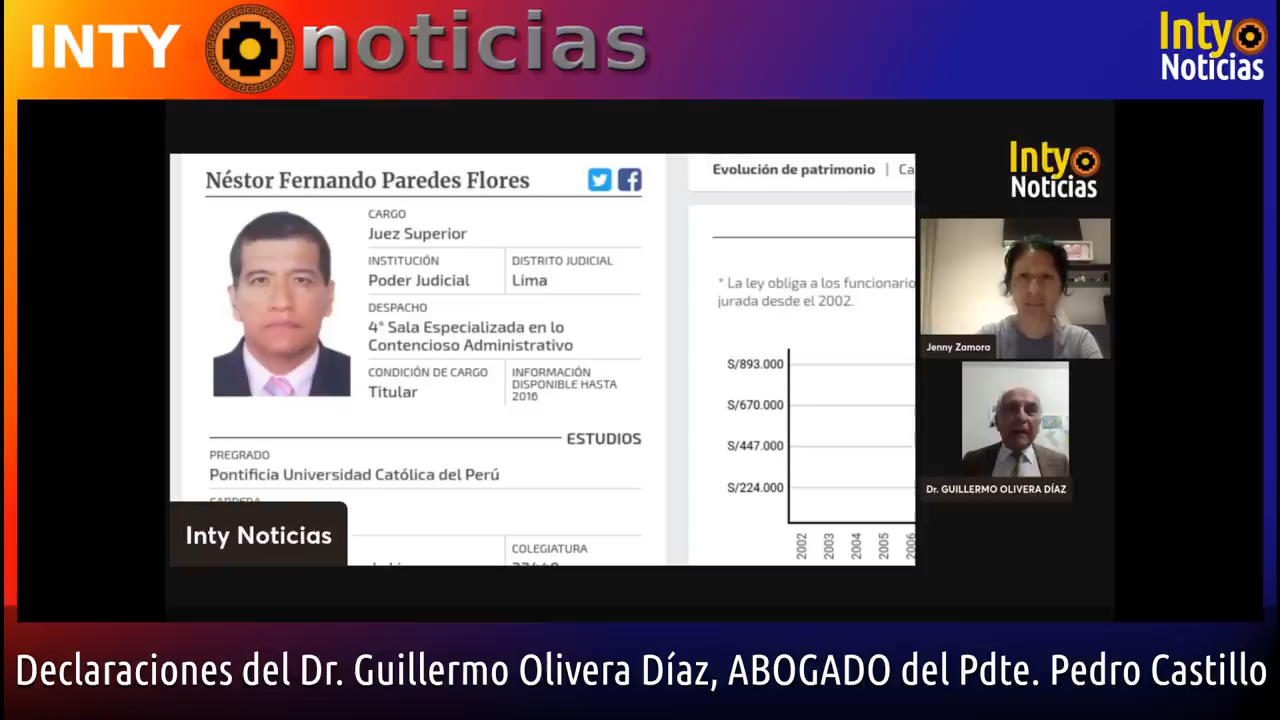 INTY noticias
Inty
Noticias
Inty
Noticias
Néstor Fernando Paredes Flores
CARGO
Juez Superior
INSTITUCIÓN
Poder Judicial
DISTRITO JUDICIAL
Lima
DESPACHO
4° Sala Especializada en lo
Contencioso Administrativo
CONDICIÓN DE CARGO
Titular
INFORMACIÓN
DISPONIBLE HASTA
2016
ESTUDIOS
PREGRADO
Pontificia Universidad Católica del Perú
COLEGIATURA
Inty Noticias
Evolución de patrimonio | Ca
* La ley obliga a los funcionario
jurada desde el 2002.
S/893.000
S/670.000
S/447.000
S/224.000
2002
2003
2004
2005
2006
Jenny Zamora
Dr. GUILLERMO OLIVERA DÍAZ
Declaraciones del Dr. Guillermo Olivera Díaz, ABOGADO del Pdte. Pedro Castillo